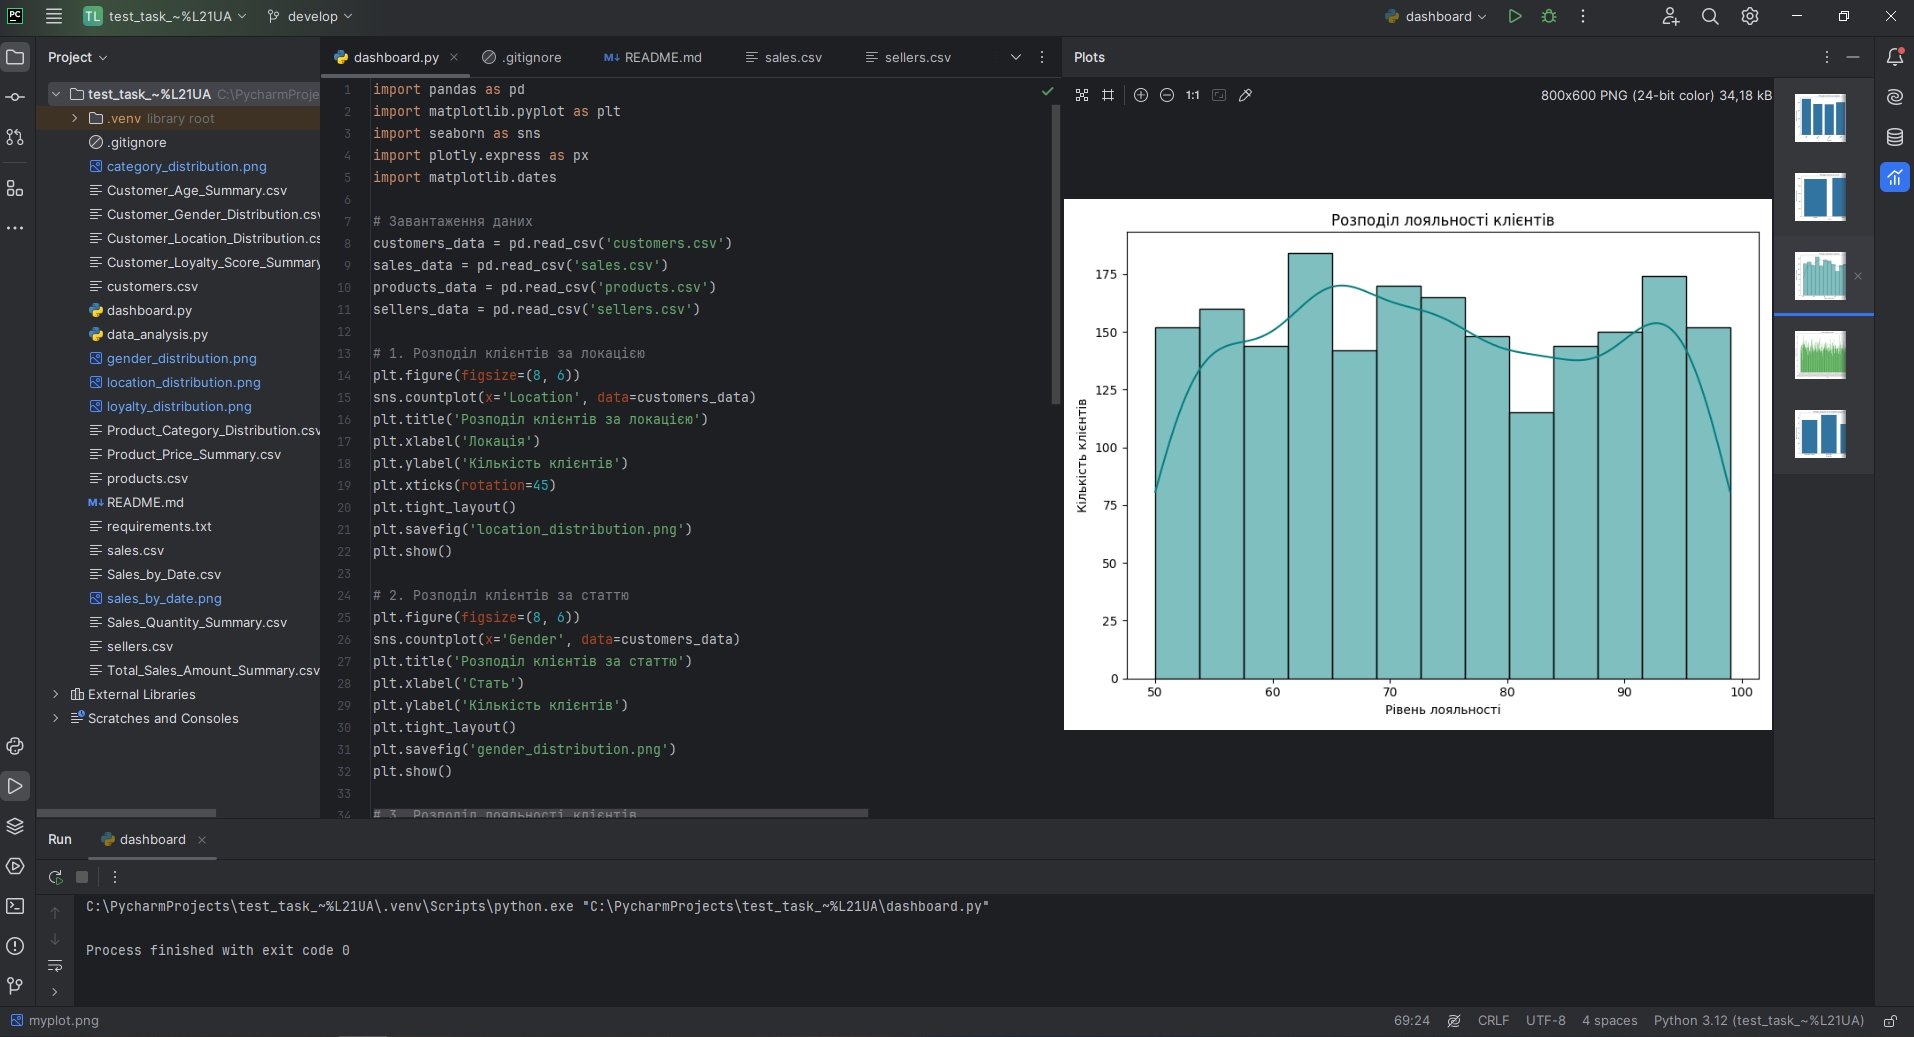 PC
TL test_task_~%L21UA
develop
dashboard
Project
dashboard.py
.gitignore
M↓ README.md
sales.csv
sellers.csv
Plots
test_task_~%L21UA C:\PycharmProje
.venv library root
.gitignore
category_distribution.png
Customer_Age_Summary.csv
Customer_Gender_Distribution.csv
Customer_Location_Distribution.cs
Customer_Loyalty_Score_Summary
customers.csv
dashboard.py
data_analysis.py
gender_distribution.png
location_distribution.png
loyalty_distribution.png
Product_Category_Distribution.csv
Product_Price_Summary.csv
products.csv
M↓ README.md
requirements.txt
sales.csv
Sales_by_Date.csv
sales_by_date.png
Sales_Quantity_Summary.csv
sellers.csv
Total_Sales_Amount_Summary.csv
External Libraries
Scratches and Consoles
1 import pandas as pd
2 import matplotlib.pyplot as plt
3 import seaborn as sns
4 import plotly.express as px
5 import matplotlib.dates
6
7 # Завантаження даних
8 customers_data = pd.read_csv('customers.csv')
9 sales_data = pd.read_csv('sales.csv')
10 products_data = pd.read_csv('products.csv')
11 sellers_data = pd.read_csv('sellers.csv')
12
13 # 1. Розподіл клієнтів за локацією
14 plt.figure(figsize=(8, 6))
15 sns.countplot(x='Location', data=customers_data)
16 plt.title('Розподіл клієнтів за локацією')
17 plt.xlabel('Локація')
18 plt.ylabel('Кількість клієнтів')
19 plt.xticks(rotation=45)
20 plt.tight_layout()
21 plt.savefig('location_distribution.png')
22 plt.show()
23
24 # 2. Розподіл клієнтів за статтю
25 plt.figure(figsize=(8, 6))
26 sns.countplot(x='Gender', data=customers_data)
27 plt.title('Розподіл клієнтів за статтю')
28 plt.xlabel('Стать')
29 plt.ylabel('Кількість клієнтів')
30 plt.tight_layout()
31 plt.savefig('gender_distribution.png')
32 plt.show()
33
34 # 3. Розподіл лояльності клієнтів
1:1
800x600 PNG (24-bit color) 34,18 kB
Розподіл лояльності клієнтів
175
150
125
100
75
50
25
0
Кількість клієнтів
50 60 70 80 90 100
Рівень лояльності
Run
dashboard
C:\PycharmProjects\test_task_~%L21UA\.venv\Scripts\python.exe "C:\PycharmProjects\test_task_~%L21UA\dashboard.py"
Process finished with exit code 0
myplot.png
69:24
CRLF
UTF-8
4 spaces
Python 3.12 (test_task_~%L21UA)